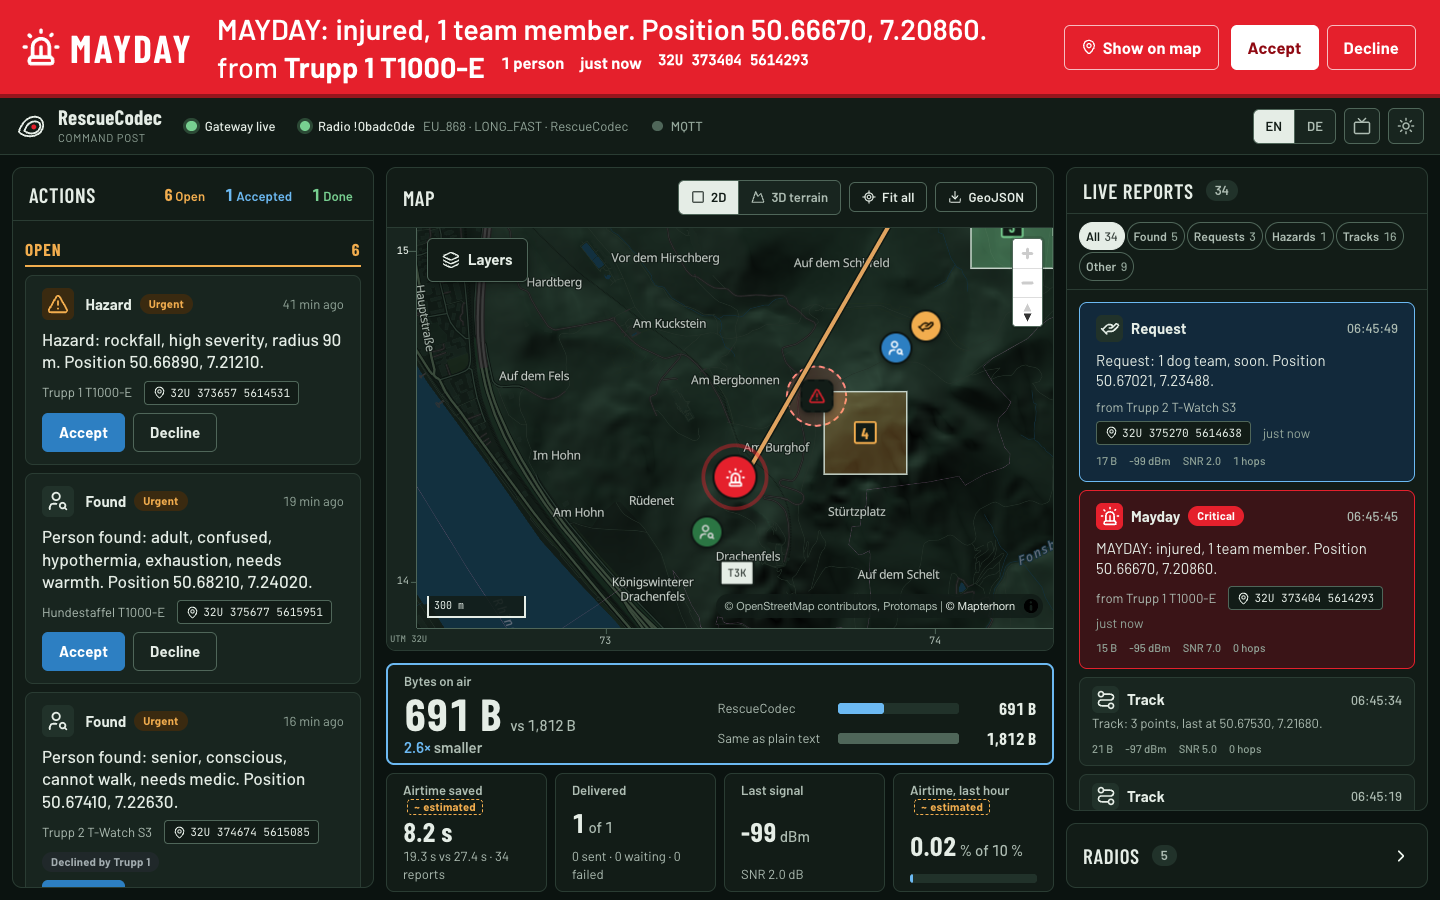 MAYDAY
MAYDAY: injured, 1 team member. Position 50.66670, 7.20860.
from Trupp 1 T1000-E 1 person just now 32U 373404 5614293
Show on map
Accept
Decline
RescueCodec
COMMAND POST
Gateway live
Radio !0badc0de EU_868 · LONG_FAST · RescueCodec
MQTT
EN
DE
ACTIONS
6 Open
1 Accepted
1 Done
OPEN
6
Hazard Urgent 41 min ago
Hazard: rockfall, high severity, radius 90
m. Position 50.66890, 7.21210.
Trupp 1 T1000-E 32U 373657 5614531
Accept
Decline
Found Urgent 19 min ago
Person found: adult, confused,
hypothermia, exhaustion, needs
warmth. Position 50.68210, 7.24020.
Hundestaffel T1000-E 32U 375677 5615951
Accept
Decline
Found Urgent 16 min ago
Person found: senior, conscious,
cannot walk, needs medic. Position
50.67410, 7.22630.
Trupp 2 T-Watch S3 32U 374674 5615085
Declined by Trupp 1
MAP
2D
3D terrain
Fit all
GeoJSON
15
Layers
Vor dem Hirschberg
Auf dem Schilfeld
Hardtberg
Hauptstraße
Am Kuckstein
Auf dem Fels
Am Bergbonnen
4
Am Burghof
Im Hohn
Rüdenet
Am Hohn
Stürtzplatz
Drachenfels
T3K
14
Königswinterer
Drachenfels
Auf dem Schelt
300 m
© OpenStreetMap contributors, Protomaps | © Mapterhorn
UTM 32U
73
74
Bytes on air
691 B vs 1,812 B
2.6× smaller
RescueCodec 691 B
Same as plain text 1,812 B
Airtime saved
~ estimated
8.2 s
19.3 s vs 27.4 s · 34
reports
Delivered
1 of 1
0 sent · 0 waiting · 0
failed
Last signal
-99 dBm
SNR 2.0 dB
Airtime, last hour
~ estimated
0.02 % of 10 %
LIVE REPORTS 34
All 34
Found 5
Requests 3
Hazards 1
Tracks 16
Other 9
Request 06:45:49
Request: 1 dog team, soon. Position
50.67021, 7.23488.
from Trupp 2 T-Watch S3
32U 375270 5614638 just now
17 B -99 dBm SNR 2.0 1 hops
Mayday Critical 06:45:45
MAYDAY: injured, 1 team member. Position
50.66670, 7.20860.
from Trupp 1 T1000-E 32U 373404 5614293
just now
15 B -95 dBm SNR 7.0 0 hops
Track 06:45:34
Track: 3 points, last at 50.67530, 7.21680.
21 B -97 dBm SNR 5.0 0 hops
Track 06:45:19
RADIOS 5